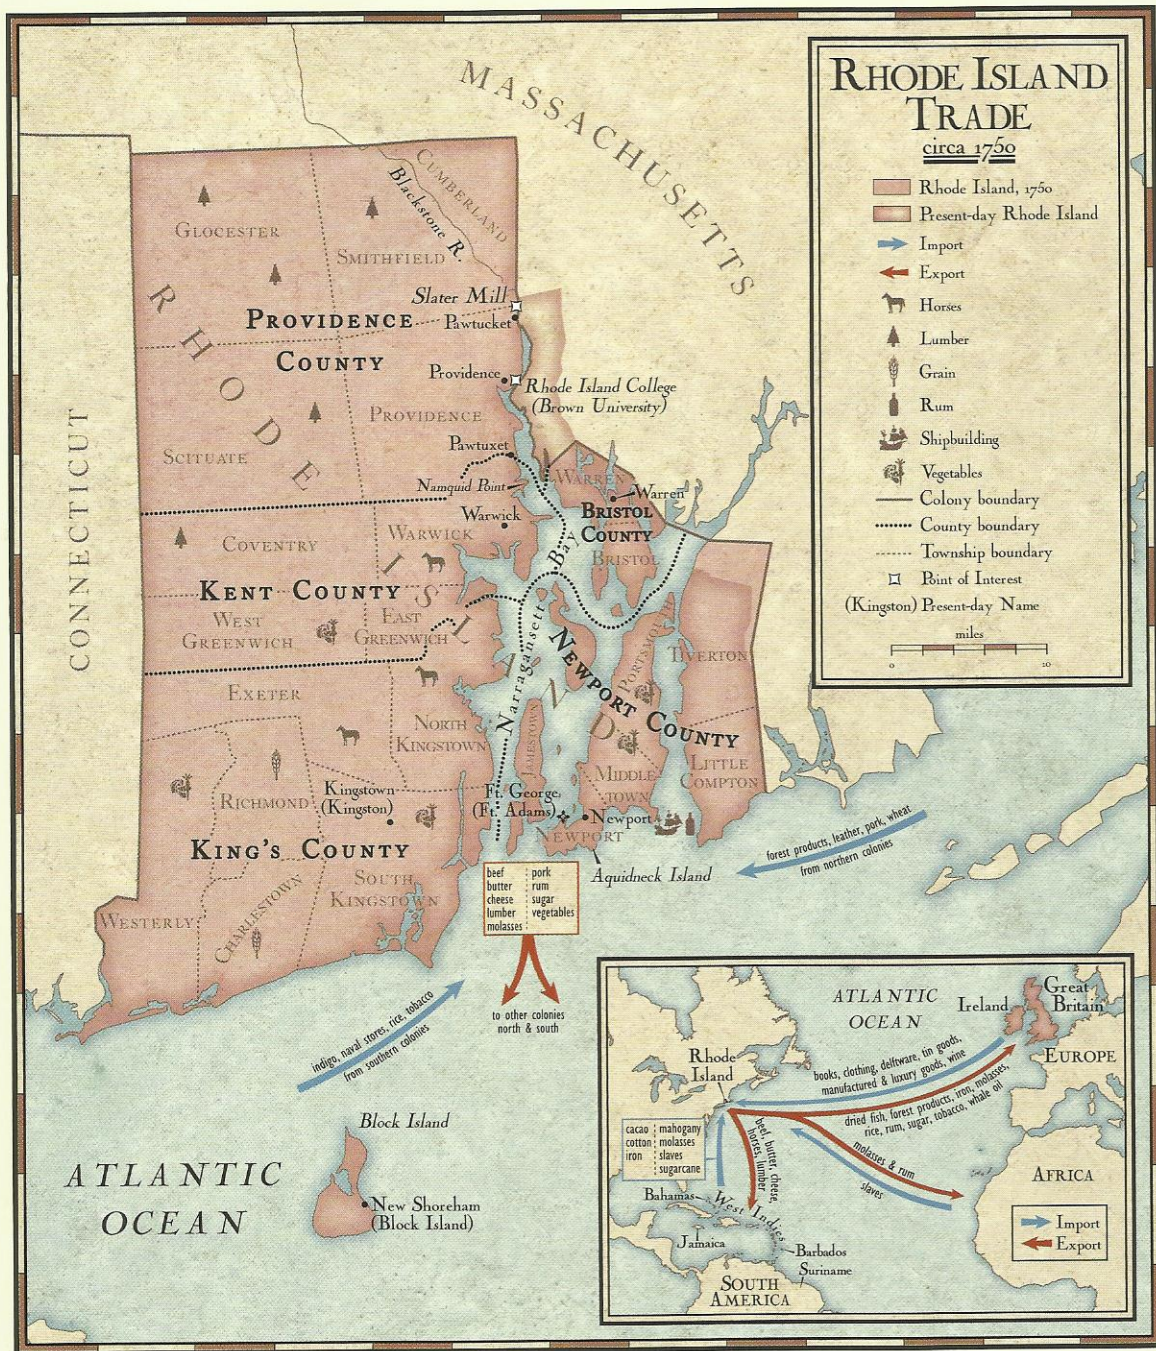 MASSACHUSETTS
RHODE ISLAND
TRADE
circa 1750
Rhode Island, 1750
Present-day Rhode Island
Import
Export
Horses
Lumber
Grain
Rum
Shipbuilding
Vegetables
Colony boundary
County boundary
Township boundary
Point of Interest
(Kingston) Present-day Name
miles
0
10
CONNECTICUT
RHODE
ISLAND
CUMBERLAND
Blackstone R.
GLOCESTER
SMITHFIELD
Slater Mill
PROVIDENCE
COUNTY
Pawtucket
Providence
Rhode Island College
(Brown University)
PROVIDENCE
SCITUATE
Pawtuxet
Namquid Point
WARREN
Warren
Warwick
BRISTOL
COUNTY
COVENTRY
WARWICK
BRISTOL
KENT COUNTY
WEST
GREENWICH
EAST
GREENWICH
Narragansett Bay
NEWPORT COUNTY
PORTSMOUTH
TIVERTON
EXETER
NORTH
KINGSTOWN
JAMESTOWN
MIDDLE
TOWN
LITTLE
COMPTON
RICHMOND
Kingstown
(Kingston)
Ft. George
(Ft. Adams)
Newport
NEWPORT
Aquidneck Island
KING'S COUNTY
SOUTH
KINGSTOWN
WESTERLY
CHARLESTOWN
forest products, leather, pork, wheat
from northern colonies
beef
butter
cheese
lumber
molasses
pork
rum
sugar
vegetables
to other colonies
north & south
indigo, naval stores, rice, tobacco
from southern colonies
Block Island
ATLANTIC
OCEAN
New Shoreham
(Block Island)
ATLANTIC
OCEAN
Ireland
Great
Britain
EUROPE
Rhode
Island
books, clothing, delftware, tin goods,
manufactured & luxury goods, wine
dried fish, forest products, iron, molasses,
rice, rum, sugar, tobacco, whale oil
cacao
cotton
iron
mahogany
molasses
slaves
sugarcane
beef, butter, cheese,
horses, lumber
molasses & rum
slaves
AFRICA
Bahamas
West Indies
Jamaica
Barbados
Suriname
SOUTH
AMERICA
Import
Export